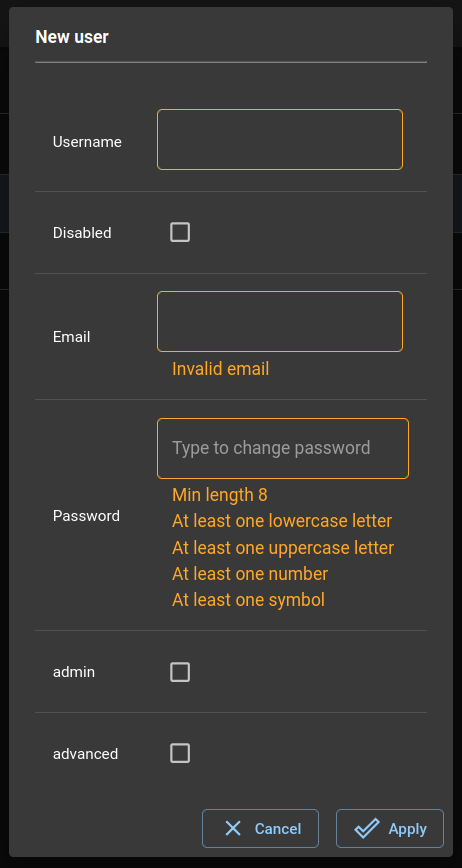 New user
Username
Disabled
Email
Invalid email
Type to change password
Password
Min length 8
At least one lowercase letter
At least one uppercase letter
At least one number
At least one symbol
admin
advanced
Cancel
Apply